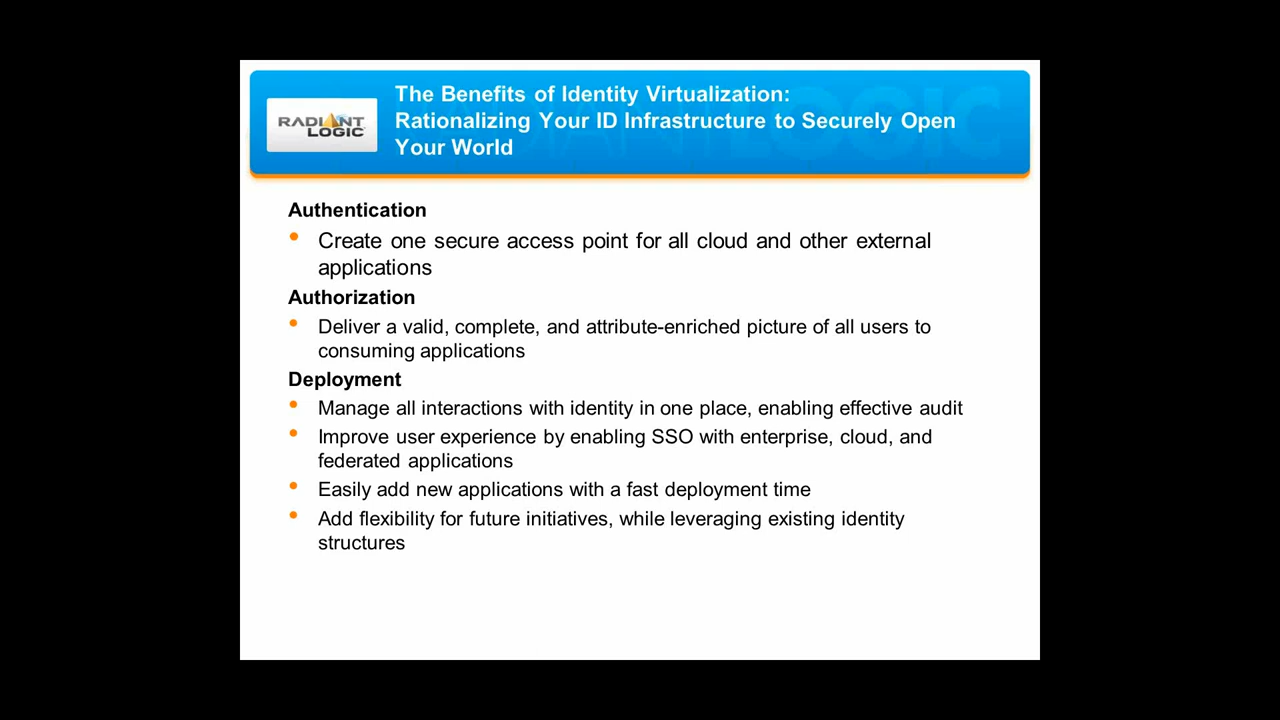 The Benefits of Identity Virtualization:
Rationalizing Your ID Infrastructure to Securely Open
Your World
RADIANT
LOGIC
Authentication
• Create one secure access point for all cloud and other external
applications
Authorization
• Deliver a valid, complete, and attribute-enriched picture of all users to
consuming applications
Deployment
• Manage all interactions with identity in one place, enabling effective audit
• Improve user experience by enabling SSO with enterprise, cloud, and
federated applications
• Easily add new applications with a fast deployment time
• Add flexibility for future initiatives, while leveraging existing identity
structures